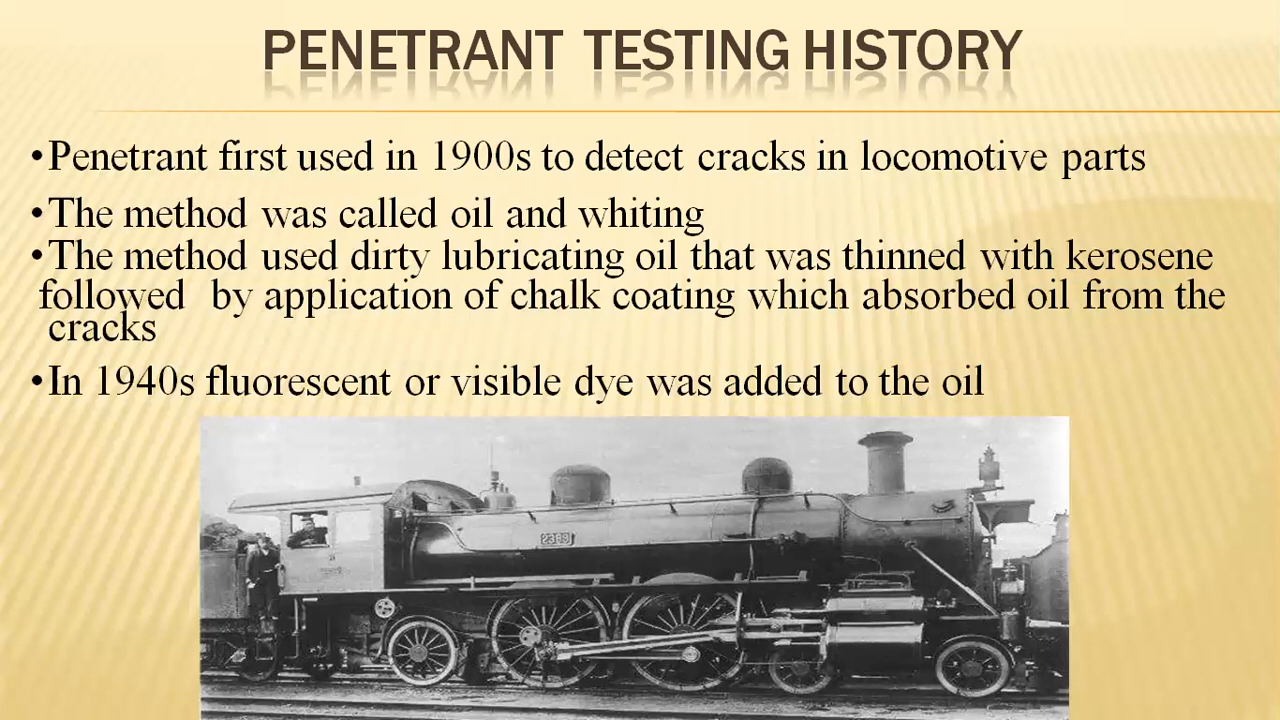 PENETRANT TESTING HISTORY
•Penetrant first used in 1900s to detect cracks in locomotive parts
•The method was called oil and whiting
•The method used dirty lubricating oil that was thinned with kerosene
followed by application of chalk coating which absorbed oil from the
cracks
•In 1940s fluorescent or visible dye was added to the oil
2389